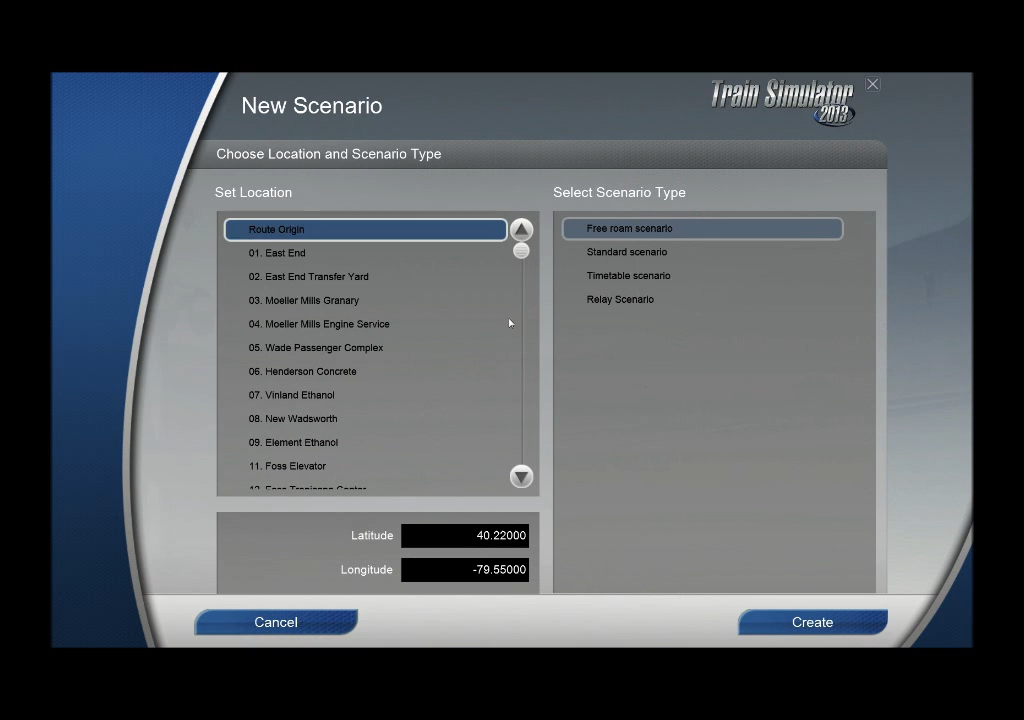 Train Simulator
2013
New Scenario
Choose Location and Scenario Type
Set Location
Route Origin
01. East End
02. East End Transfer Yard
03. Moeller Mills Granary
04. Moeller Mills Engine Service
05. Wade Passenger Complex
06. Henderson Concrete
07. Vinland Ethanol
08. New Wadsworth
09. Element Ethanol
11. Foss Elevator
Latitude 40.22000
Longitude -79.55000
Select Scenario Type
Free roam scenario
Standard scenario
Timetable scenario
Relay Scenario
Cancel
Create